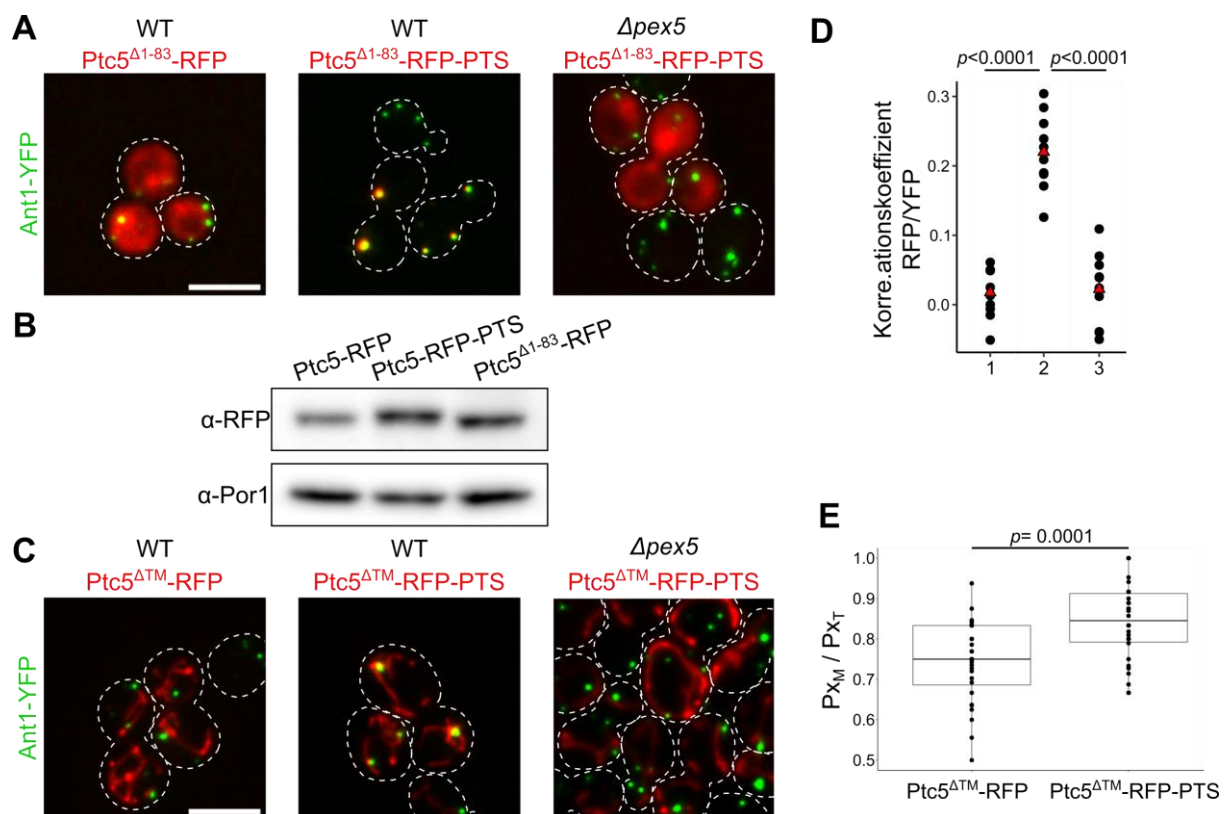 A
WT
Ptc5Δ1-83-RFP
WT
Ptc5Δ1-83-RFP-PTS
Δpex5
Ptc5Δ1-83-RFP-PTS
Ant1-YFP
B
Ptc5-RFP
Ptc5-RFP-PTS
Ptc5Δ1-83-RFP
α-RFP
α-Por1
C
WT
Ptc5ΔTM-RFP
WT
Ptc5ΔTM-RFP-PTS
Δpex5
Ptc5ΔTM-RFP-PTS
Ant1-YFP
D
p<0.0001
p<0.0001
Korre.ationskoeffizient
RFP/YFP
0.3
0.2
0.1
0.0
1
2
3
E
p= 0.0001
PxM / PxT
1.0
0.9
0.8
0.7
0.6
0.5
Ptc5ΔTM-RFP
Ptc5ΔTM-RFP-PTS